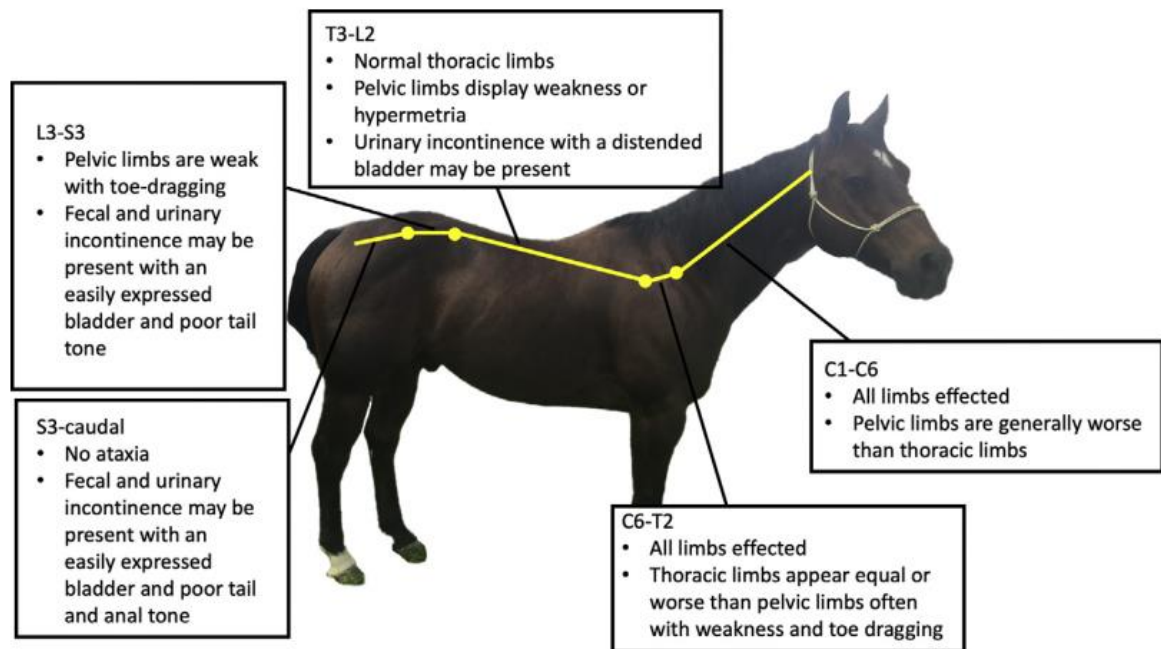 T3-L2
• Normal thoracic limbs
• Pelvic limbs display weakness or
hypermetria
• Urinary incontinence with a distended
bladder may be present
L3-S3
• Pelvic limbs are weak
with toe-dragging
• Fecal and urinary
incontinence may be
present with an
easily expressed
bladder and poor tail
tone
S3-caudal
• No ataxia
• Fecal and urinary
incontinence may be
present with an
easily expressed
bladder and poor tail
and anal tone
C1-C6
• All limbs effected
• Pelvic limbs are generally worse
than thoracic limbs
C6-T2
• All limbs effected
• Thoracic limbs appear equal or
worse than pelvic limbs often
with weakness and toe dragging